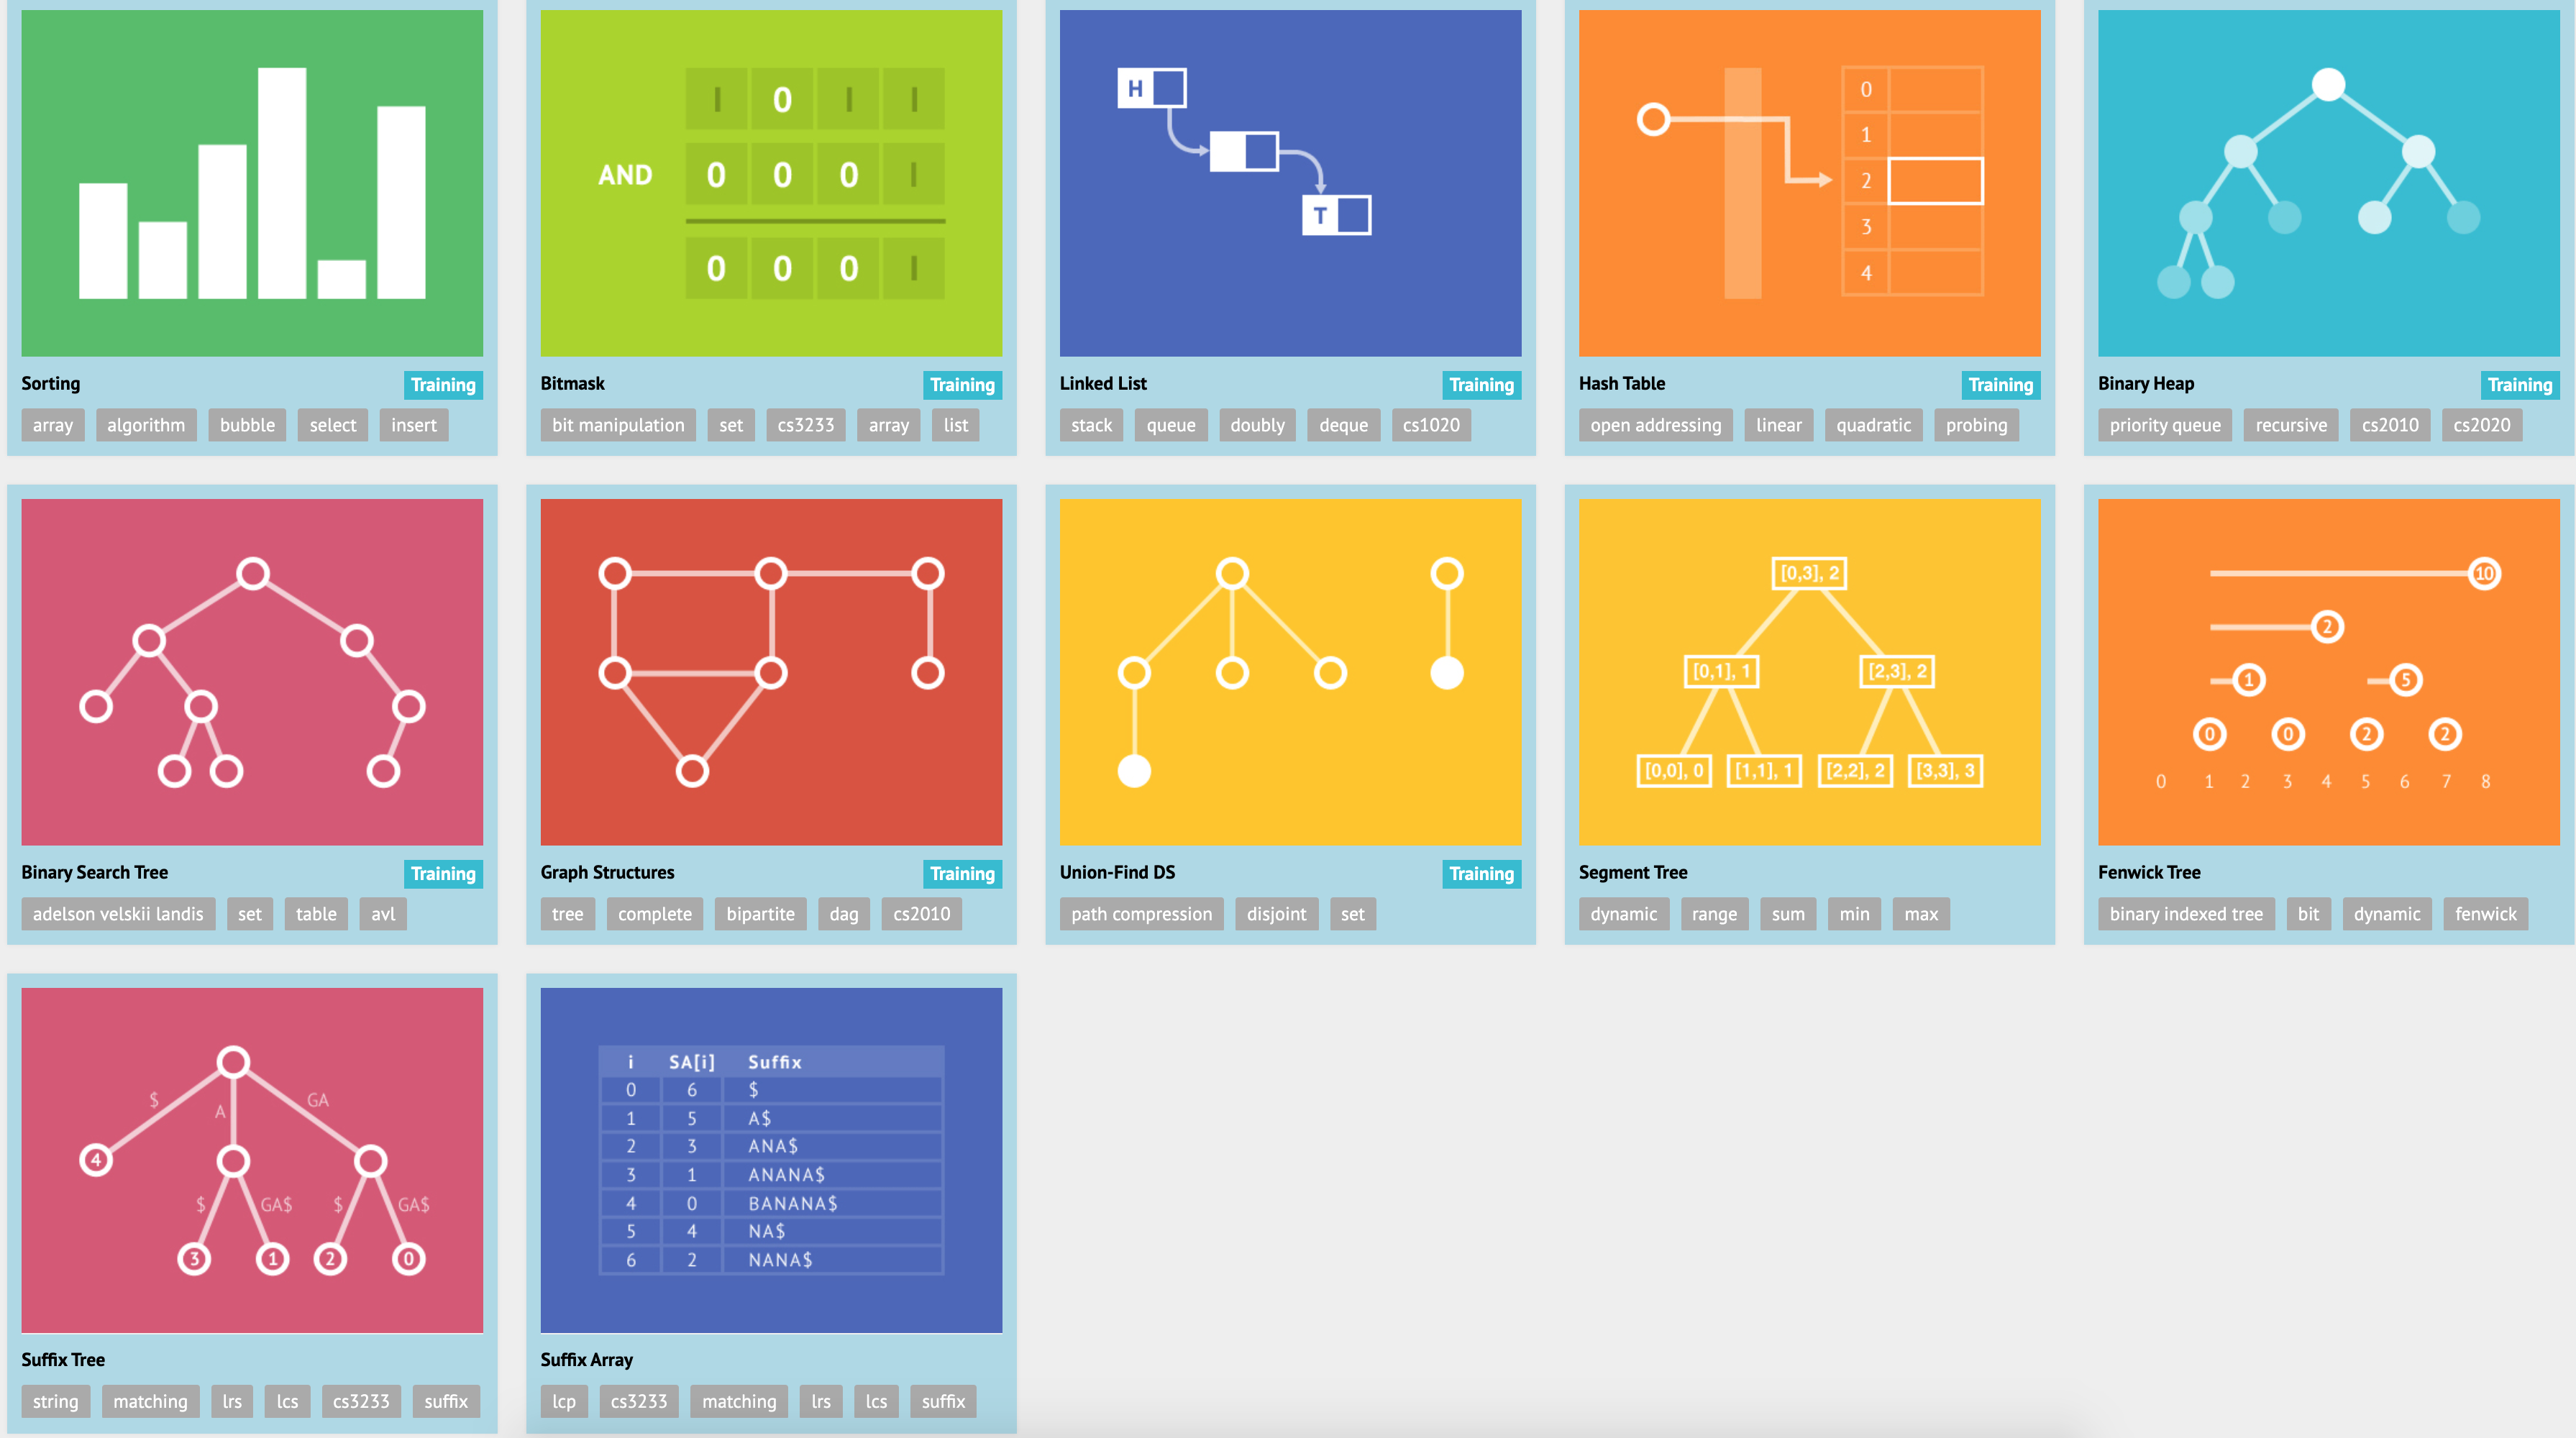 I 0 I I
AND 0 0 0 I
0 0 0 I
Sorting Training
array algorithm bubble select insert
Bitmask Training
bit manipulation set cs3233 array list
H
T
Linked List Training
stack queue doubly deque cs1020
0
1
2
3
4
Hash Table Training
open addressing linear quadratic probing
Binary Heap Training
priority queue recursive cs2010 cs2020
Binary Search Tree Training
adelson velskii landis set table avl
Graph Structures Training
tree complete bipartite dag cs2010
Union-Find DS Training
path compression disjoint set
[0,3], 2
[0,1], 1 [2,3], 2
[0,0], 0 [1,1], 1 [2,2], 2 [3,3], 3
Segment Tree
dynamic range sum min max
10
2
1 5
0 0 2 2
0 1 2 3 4 5 6 7 8
Fenwick Tree
binary indexed tree bit dynamic fenwick
$ A GA
4
$ GA$ $ GA$
3 1 2 0
Suffix Tree
string matching lrs lcs cs3233 suffix
i SA[i] Suffix
0 6 $
1 5 A$
2 3 ANA$
3 1 ANANA$
4 0 BANANA$
5 4 NA$
6 2 NANA$
Suffix Array
lcp cs3233 matching lrs lcs suffix